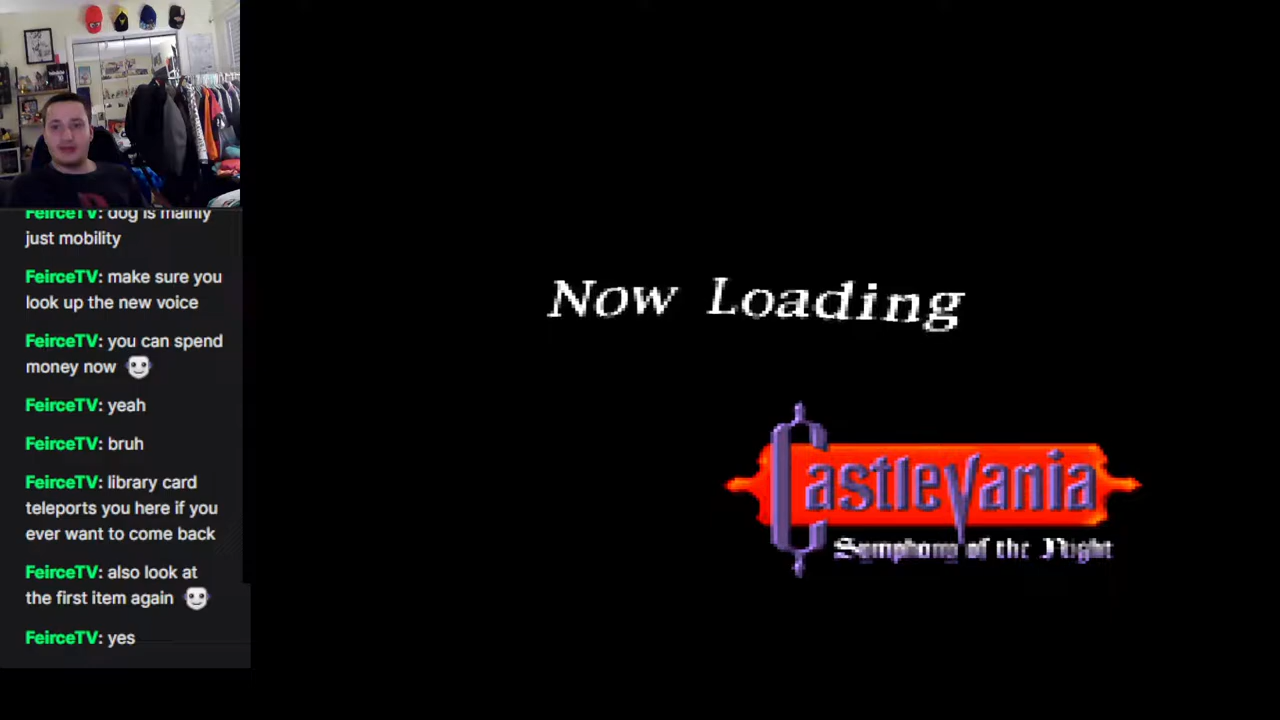 FeirceTV: dog is mainly
just mobility
FeirceTV: make sure you
look up the new voice
FeirceTV: you can spend
money now
FeirceTV: yeah
FeirceTV: bruh
FeirceTV: library card
teleports you here if you
ever want to come back
FeirceTV: also look at
the first item again
FeirceTV: yes
Now Loading
Castlevania
Symphony of the Night